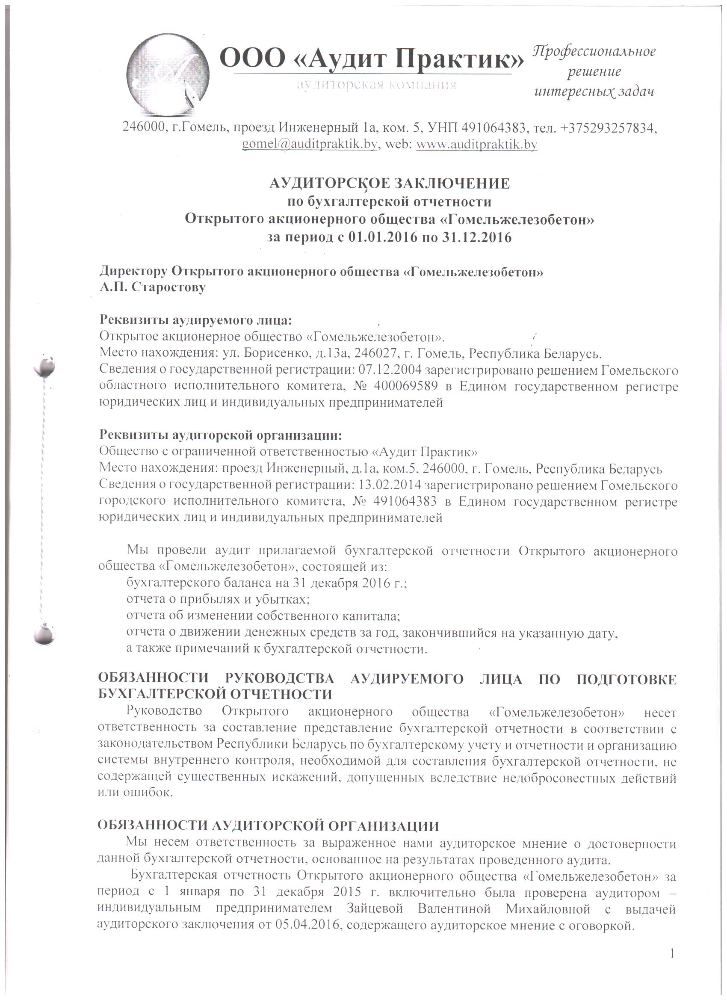 ООО «Аудит Практик»
аудиторская компания
Профессиональное
решение
интересных задач
246000, г.Гомель, проезд Инженерный 1а, ком. 5, УНП 491064383, тел. +375293257834,
gomel@auditpraktik.by, web: www.auditpraktik.by
АУДИТОРСКОЕ ЗАКЛЮЧЕНИЕ
по бухгалтерской отчетности
Открытого акционерного общества «Гомельжелезобетон»
за период с 01.01.2016 по 31.12.2016
Директору Открытого акционерного общества «Гомельжелезобетон»
А.П. Старостову
Реквизиты аудируемого лица:
Открытое акционерное общество «Гомельжелезобетон».
Место нахождения: ул. Борисенко, д.13а, 246027, г. Гомель, Республика Беларусь.
Сведения о государственной регистрации: 07.12.2004 зарегистрировано решением Гомельского
областного исполнительного комитета, № 400069589 в Едином государственном регистре
юридических лиц и индивидуальных предпринимателей
Реквизиты аудиторской организации:
Общество с ограниченной ответственностью «Аудит Практик»
Место нахождения: проезд Инженерный, д.1а, ком.5, 246000, г. Гомель, Республика Беларусь
Сведения о государственной регистрации: 13.02.2014 зарегистрировано решением Гомельского
городского исполнительного комитета, № 491064383 в Едином государственном регистре
юридических лиц и индивидуальных предпринимателей
Мы провели аудит прилагаемой бухгалтерской отчетности Открытого акционерного
общества «Гомельжелезобетон», состоящей из:
бухгалтерского баланса на 31 декабря 2016 г.;
отчета о прибылях и убытках;
отчета об изменении собственного капитала;
отчета о движении денежных средств за год, закончившийся на указанную дату,
а также примечаний к бухгалтерской отчетности.
ОБЯЗАННОСТИ РУКОВОДСТВА АУДИРУЕМОГО ЛИЦА ПО ПОДГОТОВКЕ
БУХГАЛТЕРСКОЙ ОТЧЕТНОСТИ
Руководство Открытого акционерного общества «Гомельжелезобетон» несет
ответственность за составление представление бухгалтерской отчетности в соответствии с
законодательством Республики Беларусь по бухгалтерскому учету и отчетности и организацию
системы внутреннего контроля, необходимой для составления бухгалтерской отчетности, не
содержащей существенных искажений, допущенных вследствие недобросовестных действий
или ошибок.
ОБЯЗАННОСТИ АУДИТОРСКОЙ ОРГАНИЗАЦИИ
Мы несем ответственность за выраженное нами аудиторское мнение о достоверности
данной бухгалтерской отчетности, основанное на результатах проведенного аудита.
Бухгалтерская отчетность Открытого акционерного общества «Гомельжелезобетон» за
период с 1 января по 31 декабря 2015 г. включительно была проверена аудитором –
индивидуальным предпринимателем Зайцевой Валентиной Михайловной с выдачей
аудиторского заключения от 05.04.2016, содержащего аудиторское мнение с оговоркой.
1